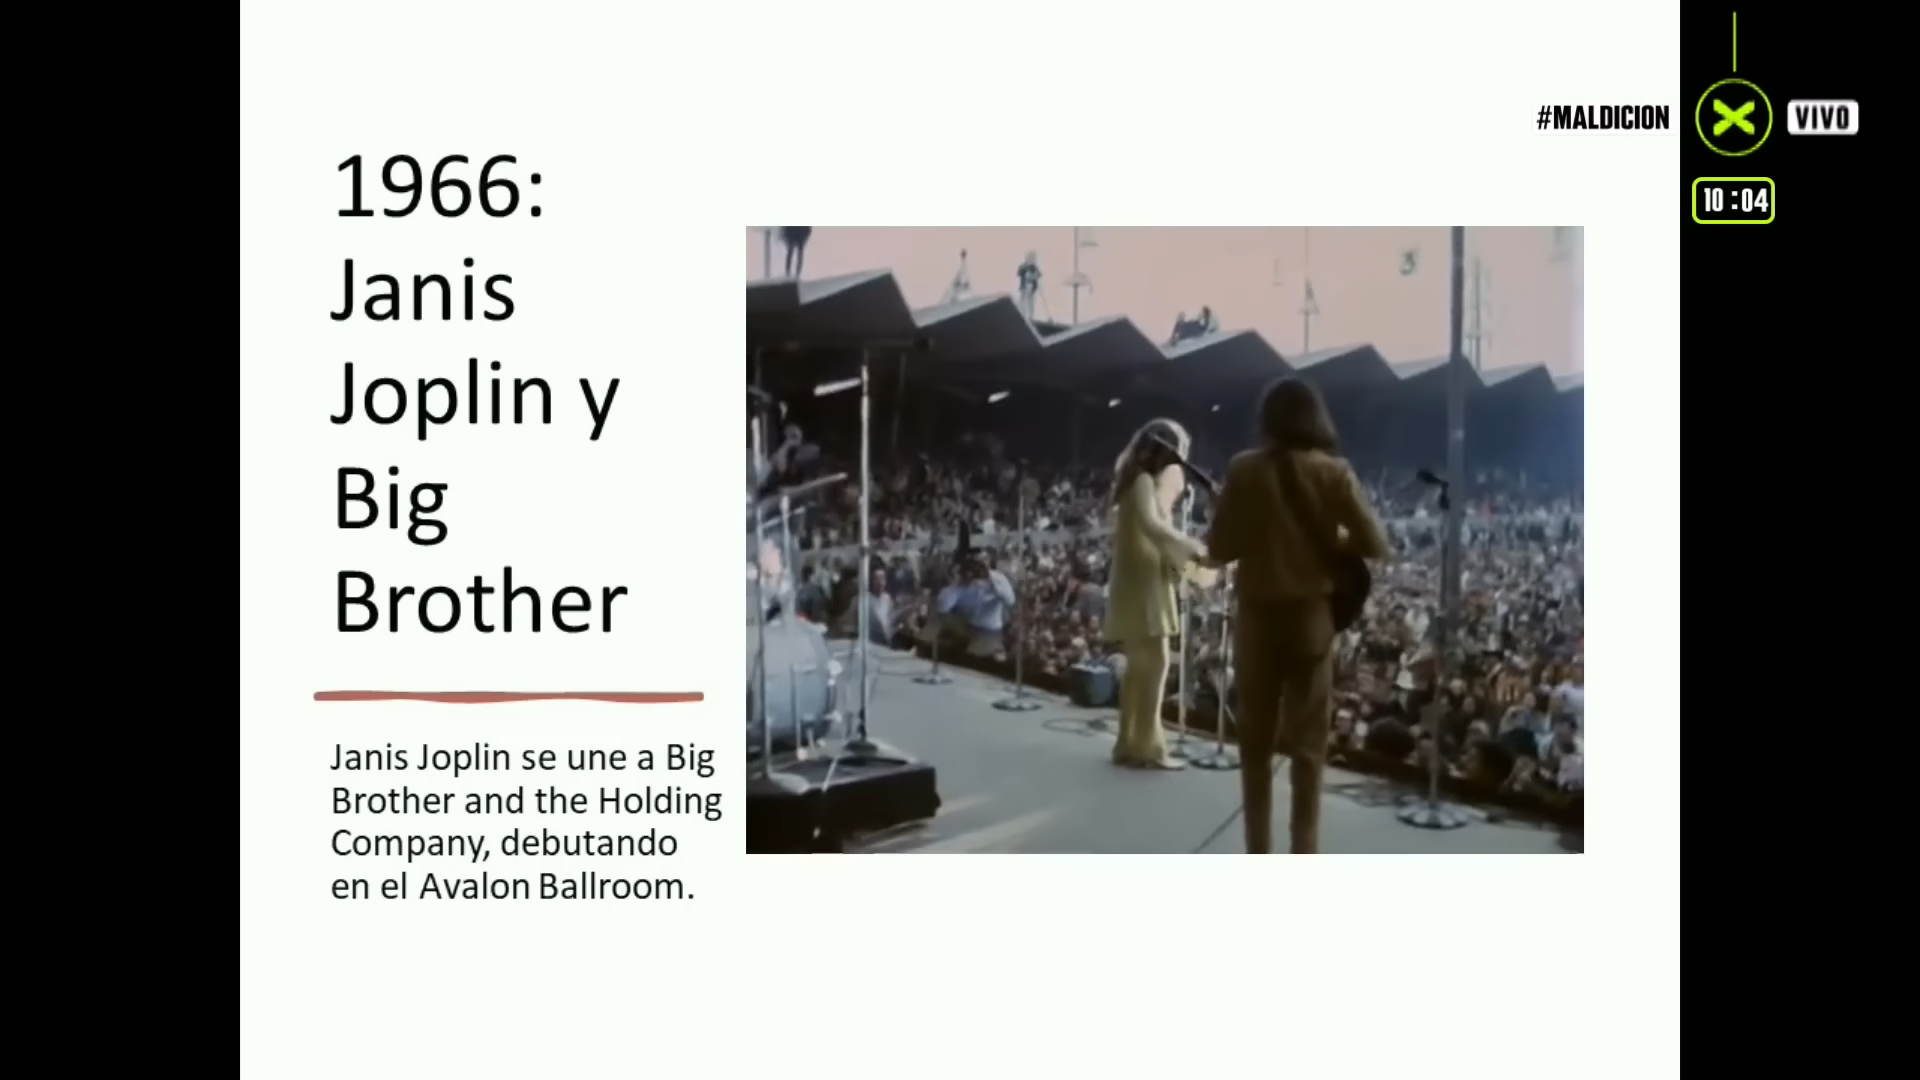 1966:
Janis
Joplin y
Big
Brother
Janis Joplin se une a Big
Brother and the Holding
Company, debutando
en el Avalon Ballroom.
#MALDICION
VIVO
10:04
3